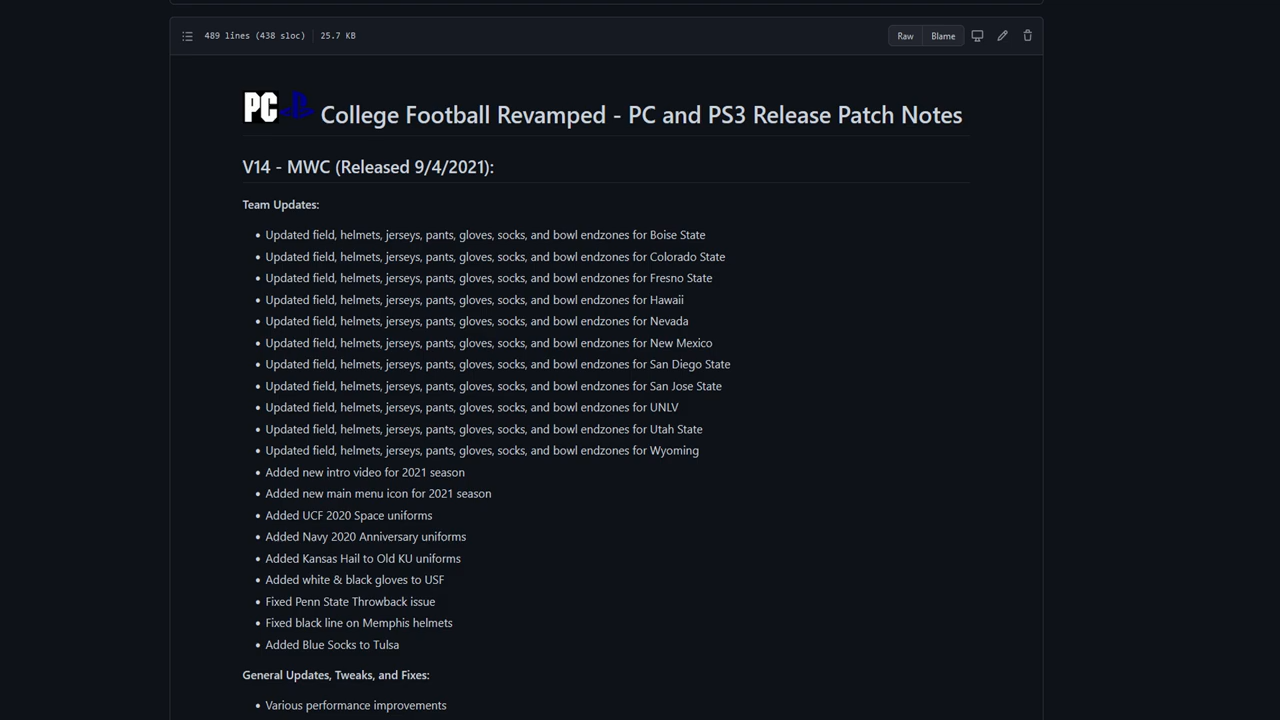 489 lines (438 sloc) 25.7 KB
Raw Blame
PC College Football Revamped - PC and PS3 Release Patch Notes
V14 - MWC (Released 9/4/2021):
Team Updates:
Updated field, helmets, jerseys, pants, gloves, socks, and bowl endzones for Boise State
Updated field, helmets, jerseys, pants, gloves, socks, and bowl endzones for Colorado State
Updated field, helmets, jerseys, pants, gloves, socks, and bowl endzones for Fresno State
Updated field, helmets, jerseys, pants, gloves, socks, and bowl endzones for Hawaii
Updated field, helmets, jerseys, pants, gloves, socks, and bowl endzones for Nevada
Updated field, helmets, jerseys, pants, gloves, socks, and bowl endzones for New Mexico
Updated field, helmets, jerseys, pants, gloves, socks, and bowl endzones for San Diego State
Updated field, helmets, jerseys, pants, gloves, socks, and bowl endzones for San Jose State
Updated field, helmets, jerseys, pants, gloves, socks, and bowl endzones for UNLV
Updated field, helmets, jerseys, pants, gloves, socks, and bowl endzones for Utah State
Updated field, helmets, jerseys, pants, gloves, socks, and bowl endzones for Wyoming
Added new intro video for 2021 season
Added new main menu icon for 2021 season
Added UCF 2020 Space uniforms
Added Navy 2020 Anniversary uniforms
Added Kansas Hail to Old KU uniforms
Added white & black gloves to USF
Fixed Penn State Throwback issue
Fixed black line on Memphis helmets
Added Blue Socks to Tulsa
General Updates, Tweaks, and Fixes:
Various performance improvements